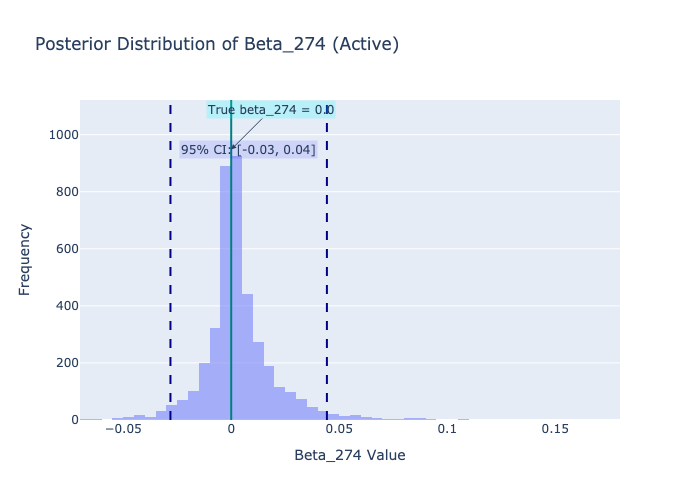 Posterior Distribution of Beta_274 (Active)
True beta_274 = 0.0
95% CI: [-0.03, 0.04]
1000
800
600
400
200
0
Frequency
−0.05
0
0.05
0.1
0.15
Beta_274 Value